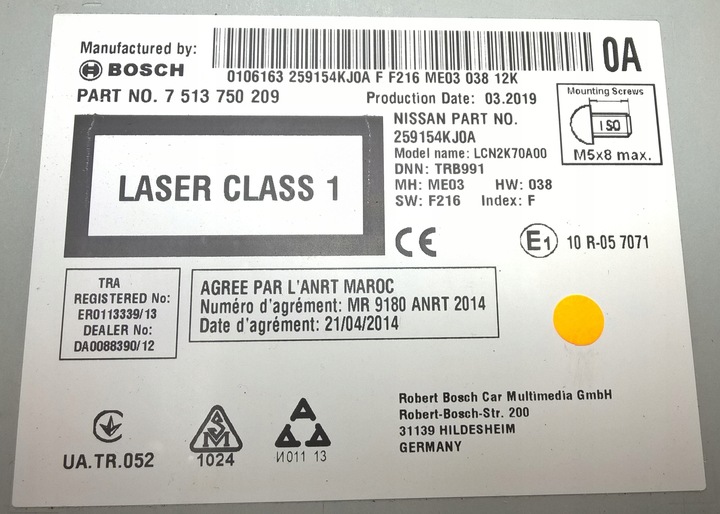 Manufactured by:
BOSCH
0A
0106163 259154KJ0A F F216 ME03 038 12K
PART NO. 7 513 750 209
Production Date: 03.2019
Mounting Screws
ISO
M5x8 max.
NISSAN PART NO.
259154KJ0A
Model name: LCN2K70A00
DNN: TRB991
MH: ME03 HW: 038
SW: F216 Index: F
LASER CLASS 1
CE
E1 10 R-05 7071
TRA
REGISTERED No:
ER0113339/13
DEALER No:
DA0088390/12
AGREE PAR L'ANRT MAROC
Numéro d'agrément: MR 9180 ANRT 2014
Date d'agrément: 21/04/2014
UA.TR.052
SM
1024
A
И011 13
Robert Bosch Car Multimedia GmbH
Robert-Bosch-Str. 200
31139 HILDESHEIM
GERMANY